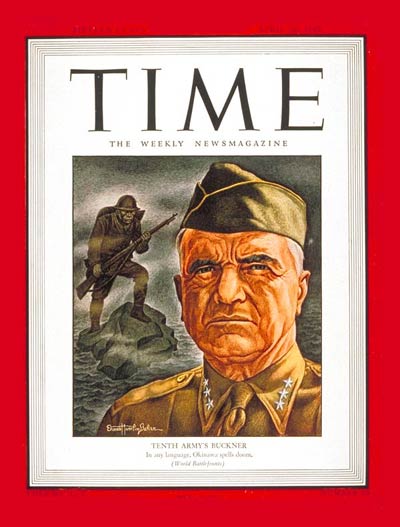 TIME
THE WEEKLY NEWSMAGAZINE
TENTH ARMY'S BUCKNER
In any language, Okinawa spells doom.
(World Battlefronts)